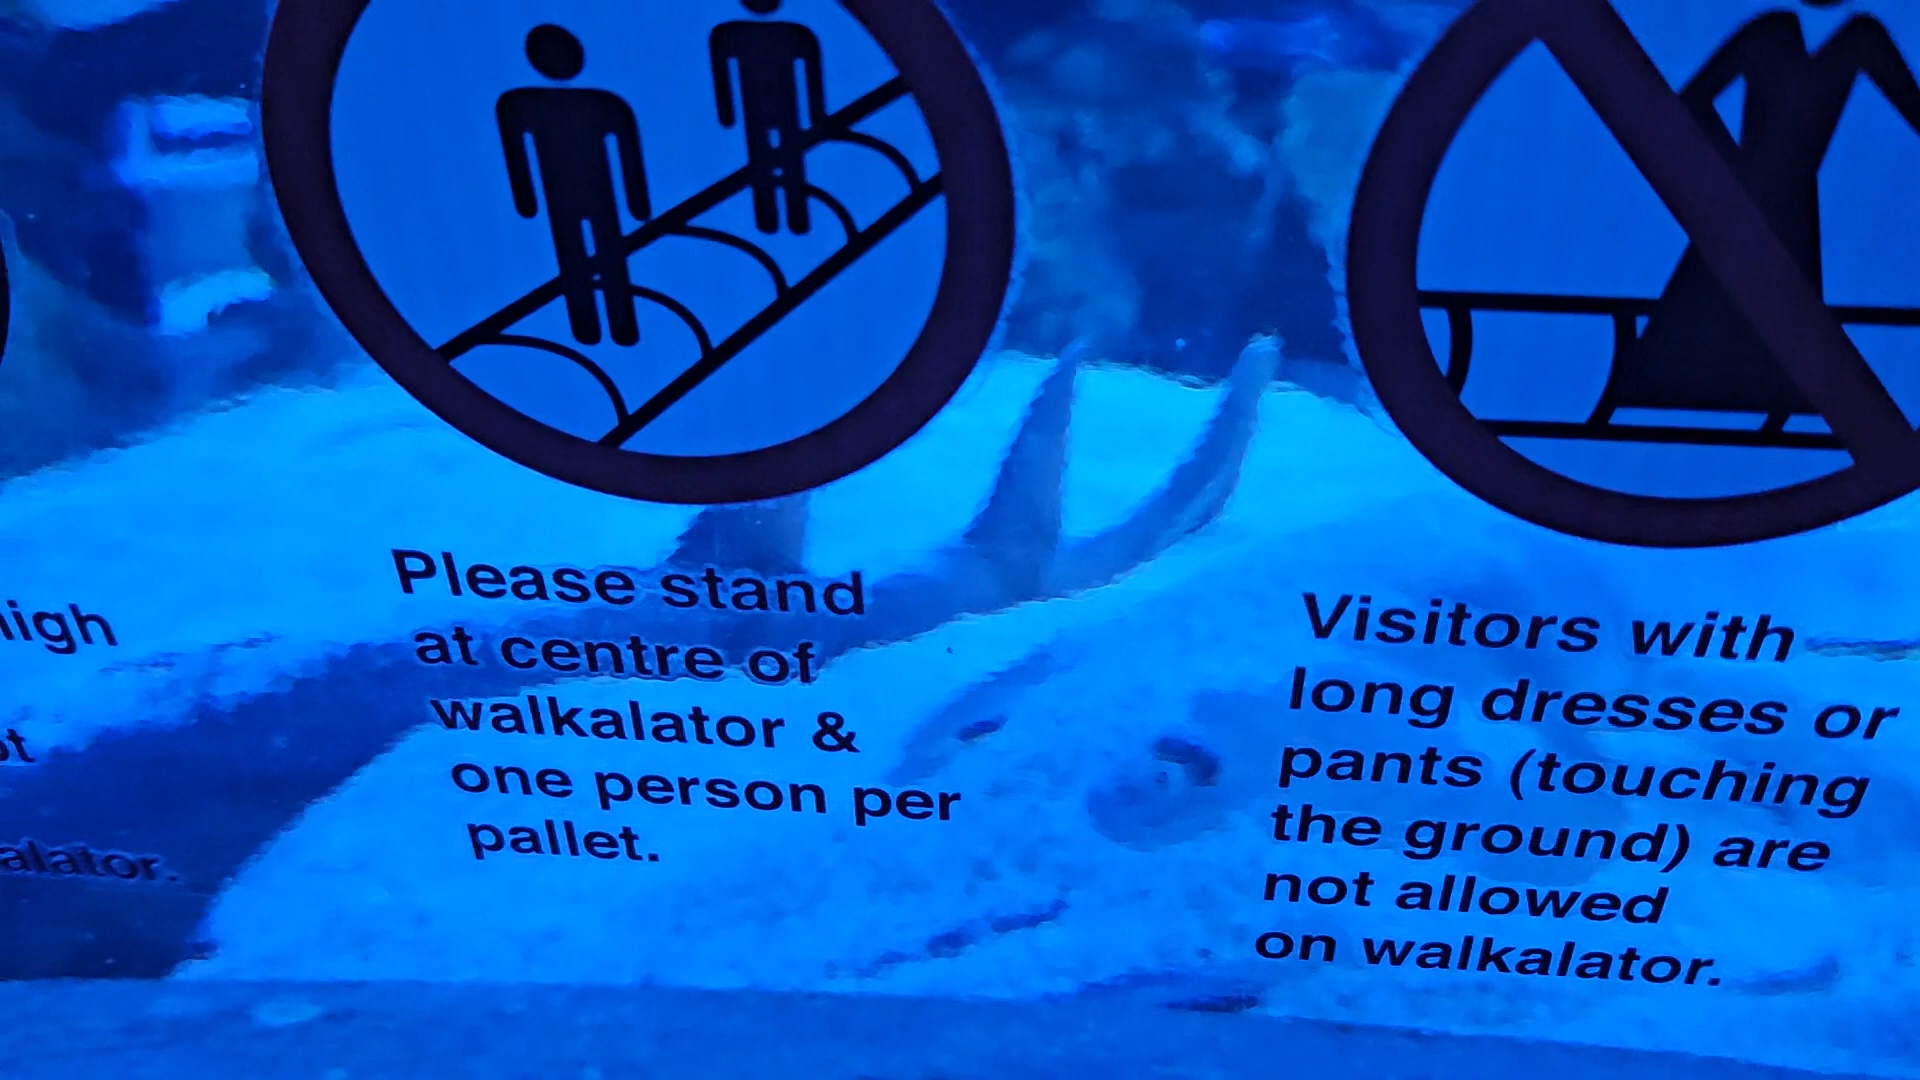 alator.
Please stand
at centre of
walkalator &
one person per
pallet.
Visitors with
long dresses or
pants (touching
the ground) are
not allowed
on walkalator.